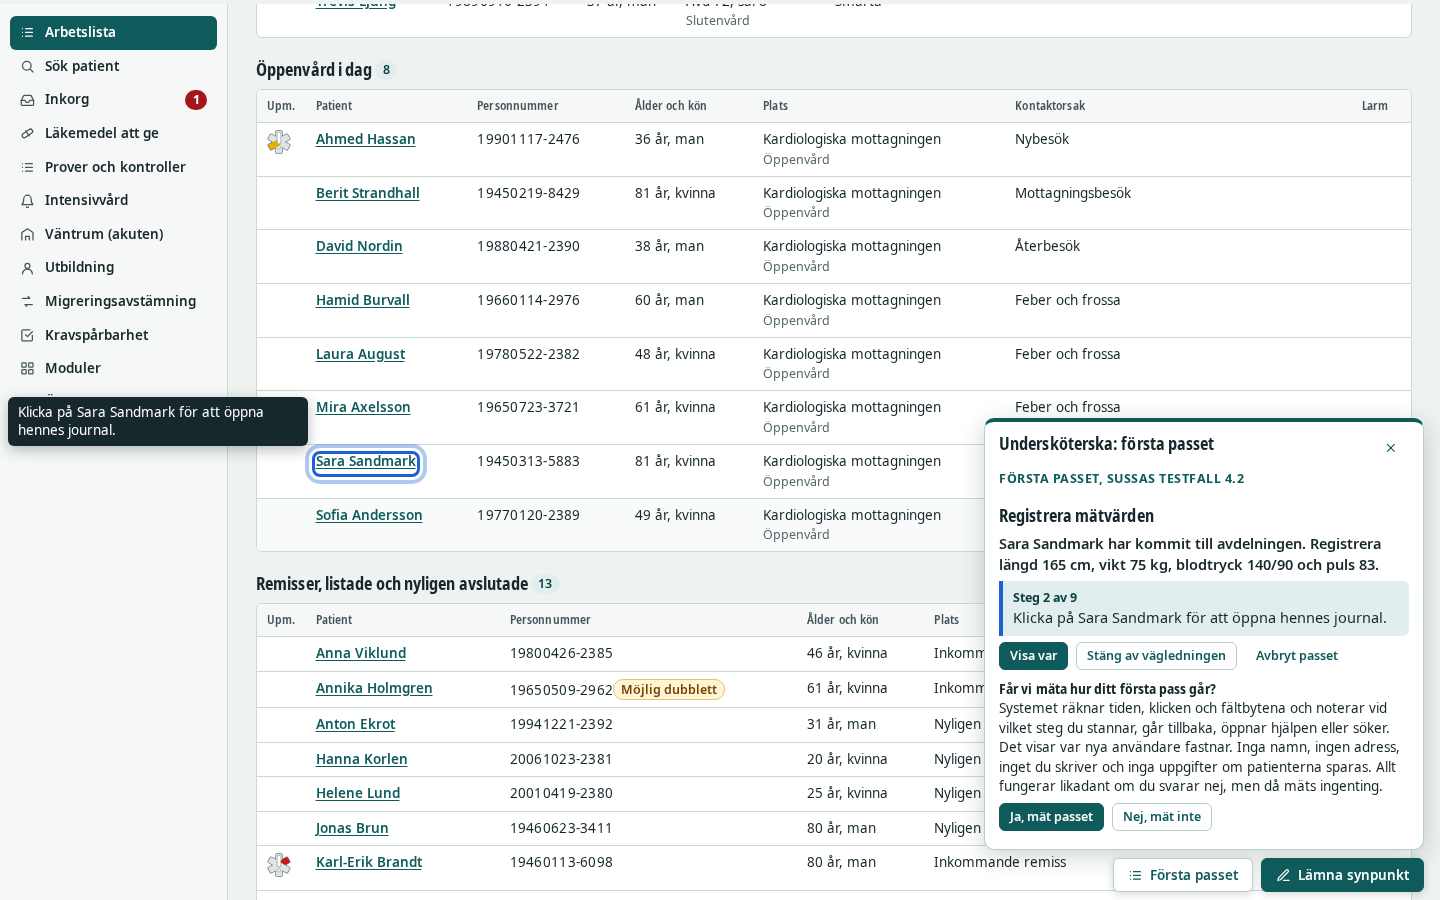 Arbetslista
Sök patient
Inkorg 1
Läkemedel att ge
Prover och kontroller
Intensivvård
Väntrum (akuten)
Utbildning
Migreringsavstämning
Kravspårbarhet
Moduler
Klicka på Sara Sandmark för att öppna
hennes journal.
Slutenvård
Öppenvård i dag 8
Upm. Patient Personnummer Ålder och kön Plats Kontaktorsak Larm
Ahmed Hassan 19901117-2476 36 år, man Kardiologiska mottagningen Nybesök
Öppenvård
Berit Strandhall 19450219-8429 81 år, kvinna Kardiologiska mottagningen Mottagningsbesök
Öppenvård
David Nordin 19880421-2390 38 år, man Kardiologiska mottagningen Återbesök
Öppenvård
Hamid Burvall 19660114-2976 60 år, man Kardiologiska mottagningen Feber och frossa
Öppenvård
Laura August 19780522-2382 48 år, kvinna Kardiologiska mottagningen Feber och frossa
Öppenvård
Mira Axelsson 19650723-3721 61 år, kvinna Kardiologiska mottagningen Feber och frossa
Öppenvård
Sara Sandmark 19450313-5883 81 år, kvinna Kardiologiska mottagningen
Öppenvård
Sofia Andersson 19770120-2389 49 år, kvinna Kardiologiska mottagningen
Öppenvård
Remisser, listade och nyligen avslutade 13
Upm. Patient Personnummer Ålder och kön Plats
Anna Viklund 19800426-2385 46 år, kvinna Inkomm
Annika Holmgren 19650509-2962 Möjlig dubblett 61 år, kvinna Inkomm
Anton Ekrot 19941221-2392 31 år, man Nyligen
Hanna Korlen 20061023-2381 20 år, kvinna Nyligen
Helene Lund 20010419-2380 25 år, kvinna Nyligen
Jonas Brun 19460623-3411 80 år, man Nyligen
Karl-Erik Brandt 19460113-6098 80 år, man Inkommande remiss
Undersköterska: första passet
FÖRSTA PASSET, SUSSAS TESTFALL 4.2
Registrera mätvärden
Sara Sandmark har kommit till avdelningen. Registrera
längd 165 cm, vikt 75 kg, blodtryck 140/90 och puls 83.
Steg 2 av 9
Klicka på Sara Sandmark för att öppna hennes journal.
Visa var Stäng av vägledningen Avbryt passet
Får vi mäta hur ditt första pass går?
Systemet räknar tiden, klicken och fältbytena och noterar vid
vilket steg du stannar, går tillbaka, öppnar hjälpen eller söker.
Det visar var nya användare fastnar. Inga namn, ingen adress,
inget du skriver och inga uppgifter om patienterna sparas. Allt
fungerar likadant om du svarar nej, men då mäts ingenting.
Ja, mät passet Nej, mät inte
Första passet Lämna synpunkt